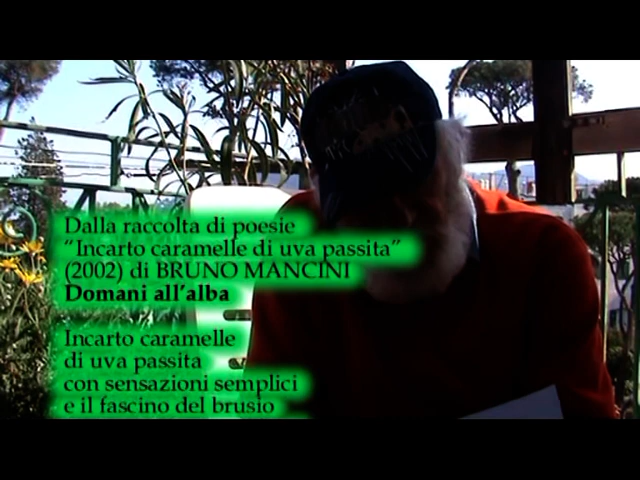 Dalla raccolta di poesie
“Incarto caramelle di uva passita”
(2002) di BRUNO MANCINI
Domani all’alba
Incarto caramelle
di uva passita
con sensazioni semplici
e il fascino del brusio